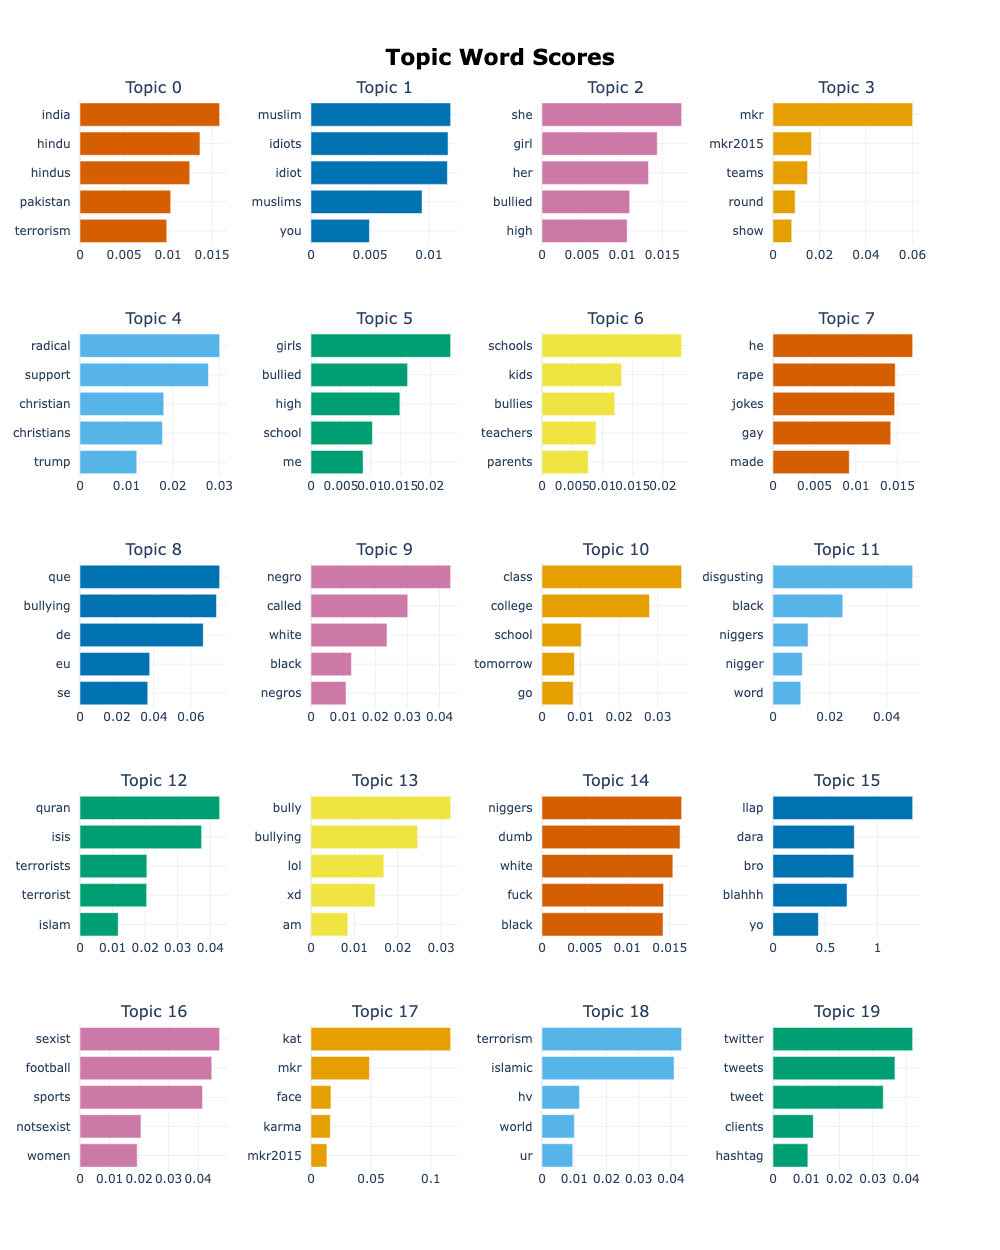 Topic Word Scores
Topic 0
india
hindu
hindus
pakistan
terrorism
0 0.005 0.01 0.015
Topic 1
muslim
idiots
idiot
muslims
you
0 0.005 0.01
Topic 2
she
girl
her
bullied
high
0 0.005 0.01 0.015
Topic 3
mkr
mkr2015
teams
round
show
0 0.02 0.04 0.06
Topic 4
radical
support
christian
christians
trump
0 0.01 0.02 0.03
Topic 5
girls
bullied
high
school
me
0 0.005 0.01 0.015 0.02
Topic 6
schools
kids
bullies
teachers
parents
0 0.005 0.01 0.015 0.02
Topic 7
he
rape
jokes
gay
made
0 0.005 0.01 0.015
Topic 8
que
bullying
de
eu
se
0 0.02 0.04 0.06
Topic 9
negro
called
white
black
negros
0 0.01 0.02 0.03 0.04
Topic 10
class
college
school
tomorrow
go
0 0.01 0.02 0.03
Topic 11
disgusting
black
niggers
nigger
word
0 0.02 0.04
Topic 12
quran
isis
terrorists
terrorist
islam
0 0.01 0.02 0.03 0.04
Topic 13
bully
bullying
lol
xd
am
0 0.01 0.02 0.03
Topic 14
niggers
dumb
white
fuck
black
0 0.005 0.01 0.015
Topic 15
llap
dara
bro
blahhh
yo
0 0.5 1
Topic 16
sexist
football
sports
notsexist
women
0 0.01 0.02 0.03 0.04
Topic 17
kat
mkr
face
karma
mkr2015
0 0.05 0.1
Topic 18
terrorism
islamic
hv
world
ur
0 0.01 0.02 0.03 0.04
Topic 19
twitter
tweets
tweet
clients
hashtag
0 0.01 0.02 0.03 0.04